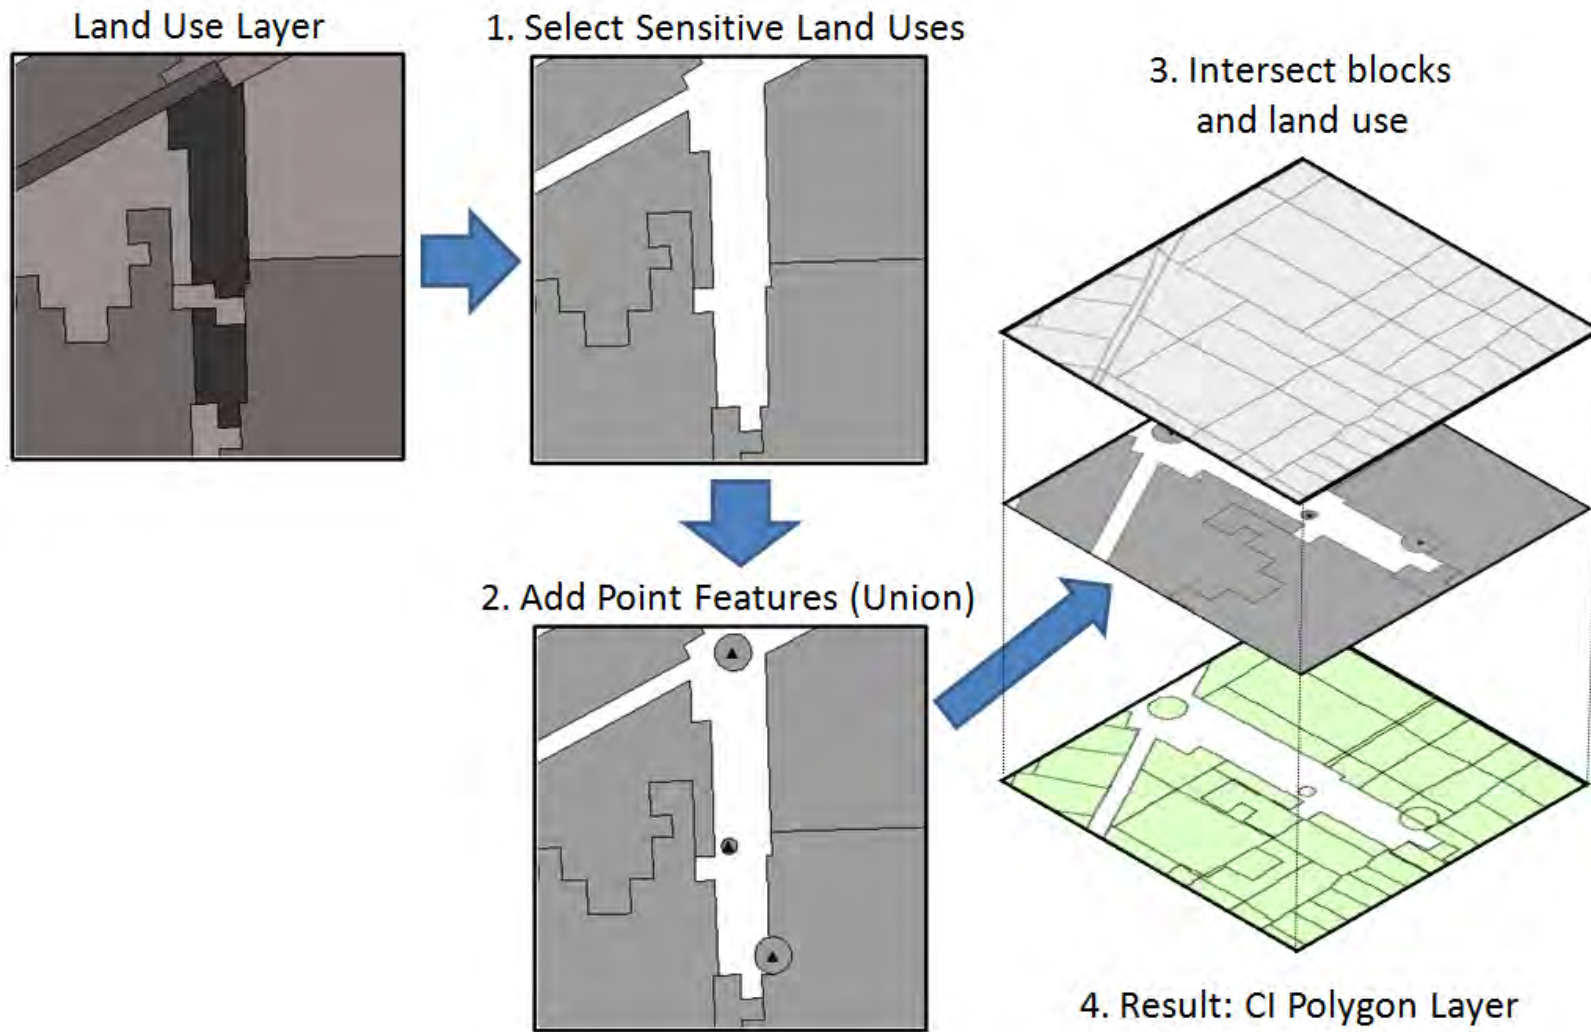 Land Use Layer
1. Select Sensitive Land Uses
3. Intersect blocks
and land use
2. Add Point Features (Union)
4. Result: CI Polygon Layer